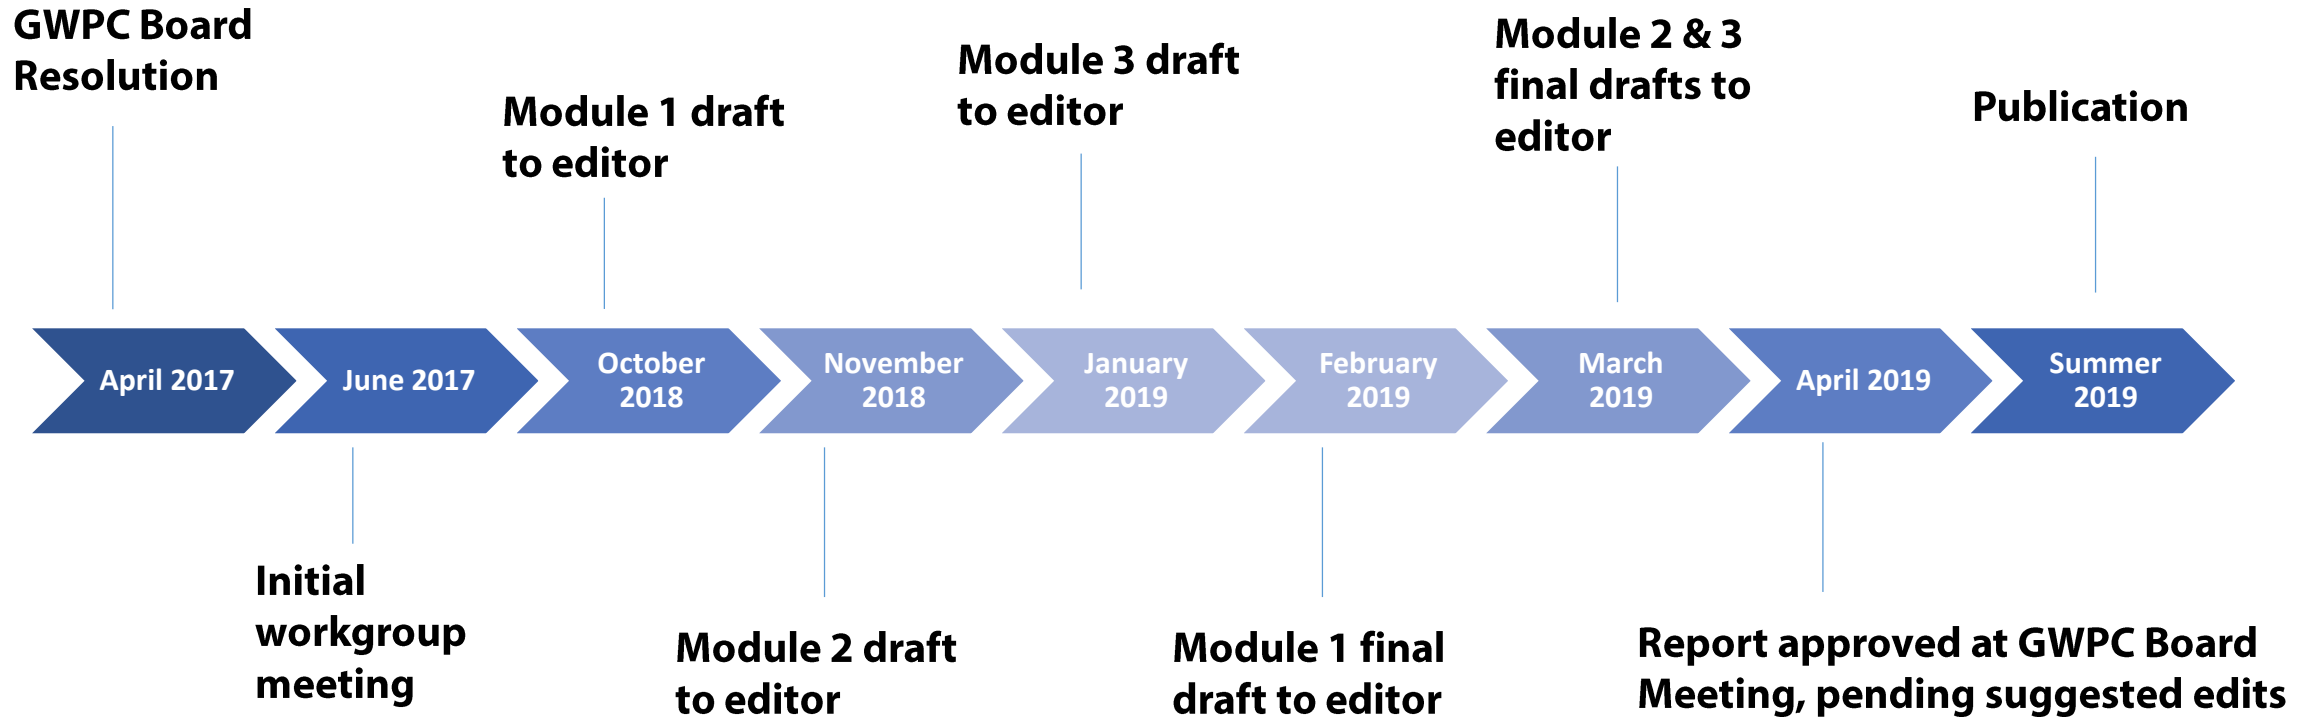 GWPC Board
Resolution
Module 1 draft
to editor
Module 3 draft
to editor
Module 2 & 3
final drafts to
editor
Publication
April 2017
June 2017
October
2018
November
2018
January
2019
February
2019
March
2019
April 2019
Summer
2019
Initial
workgroup
meeting
Module 2 draft
to editor
Module 1 final
draft to editor
Report approved at GWPC Board
Meeting, pending suggested edits